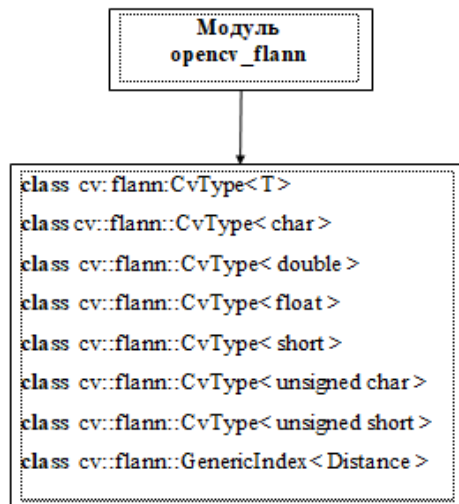 Модуль
opencv_flann
class cv:flann:CvType<T>
class cv::flann::CvType< char >
class cv::flann::CvType< double >
class cv::flann::CvType< float >
class cv::flann::CvType< short >
class cv::flann::CvType< unsigned char >
class cv::flann::CvType< unsigned short >
class cv::flann::GenericIndex< Distance >